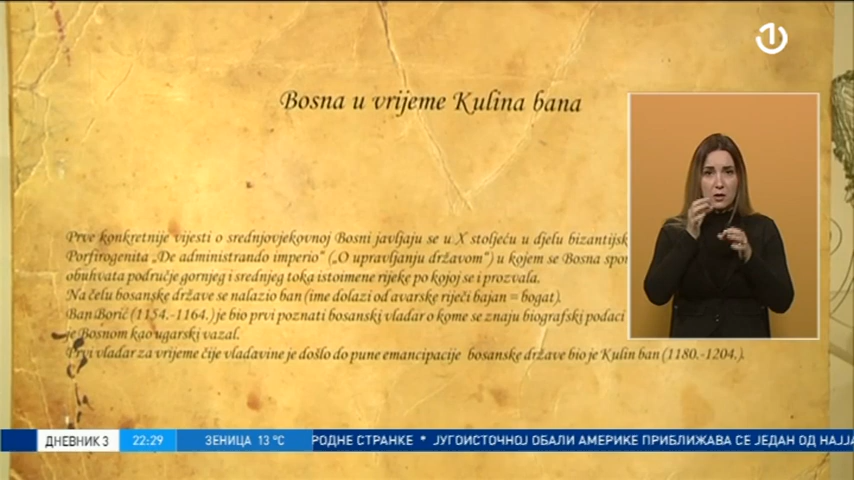 Bosna u vrijeme Kulina bana
Prve konkretnije vijesti o srednjovjekovnoj Bosni javljaju se u X stoljeću u djelu
Porfirogenita „De administrando imperio“ („O upravljanju državom“) u kojem se Bosna
obuhvata područje gornjeg i srednjeg toka istoimene rijeke po kojoj se i prozvala.
Na čelu bosanske države se nalazio ban (ime dolazi od avarske riječi bajan = bogat).
Ban Borić (1154.-1164.) je bio prvi poznati bosanski vladar o kome se znaju biografski podaci
je Bosnom kao ugarski vazal.
Prvi vladar za vrijeme čije vladavine je došlo do pune emancipacije bosanske države bio je Kulin ban (1180.-1204.).
ДНЕВНИК 3 22:29 ЗЕНИЦА 13°C РОДНЕ СТРАНКЕ * ЈУГОИСТОЧНОЈ ОБАЛИ АМЕРИКЕ ПРИБЛИЖАВА СЕ ЈЕДАН ОД